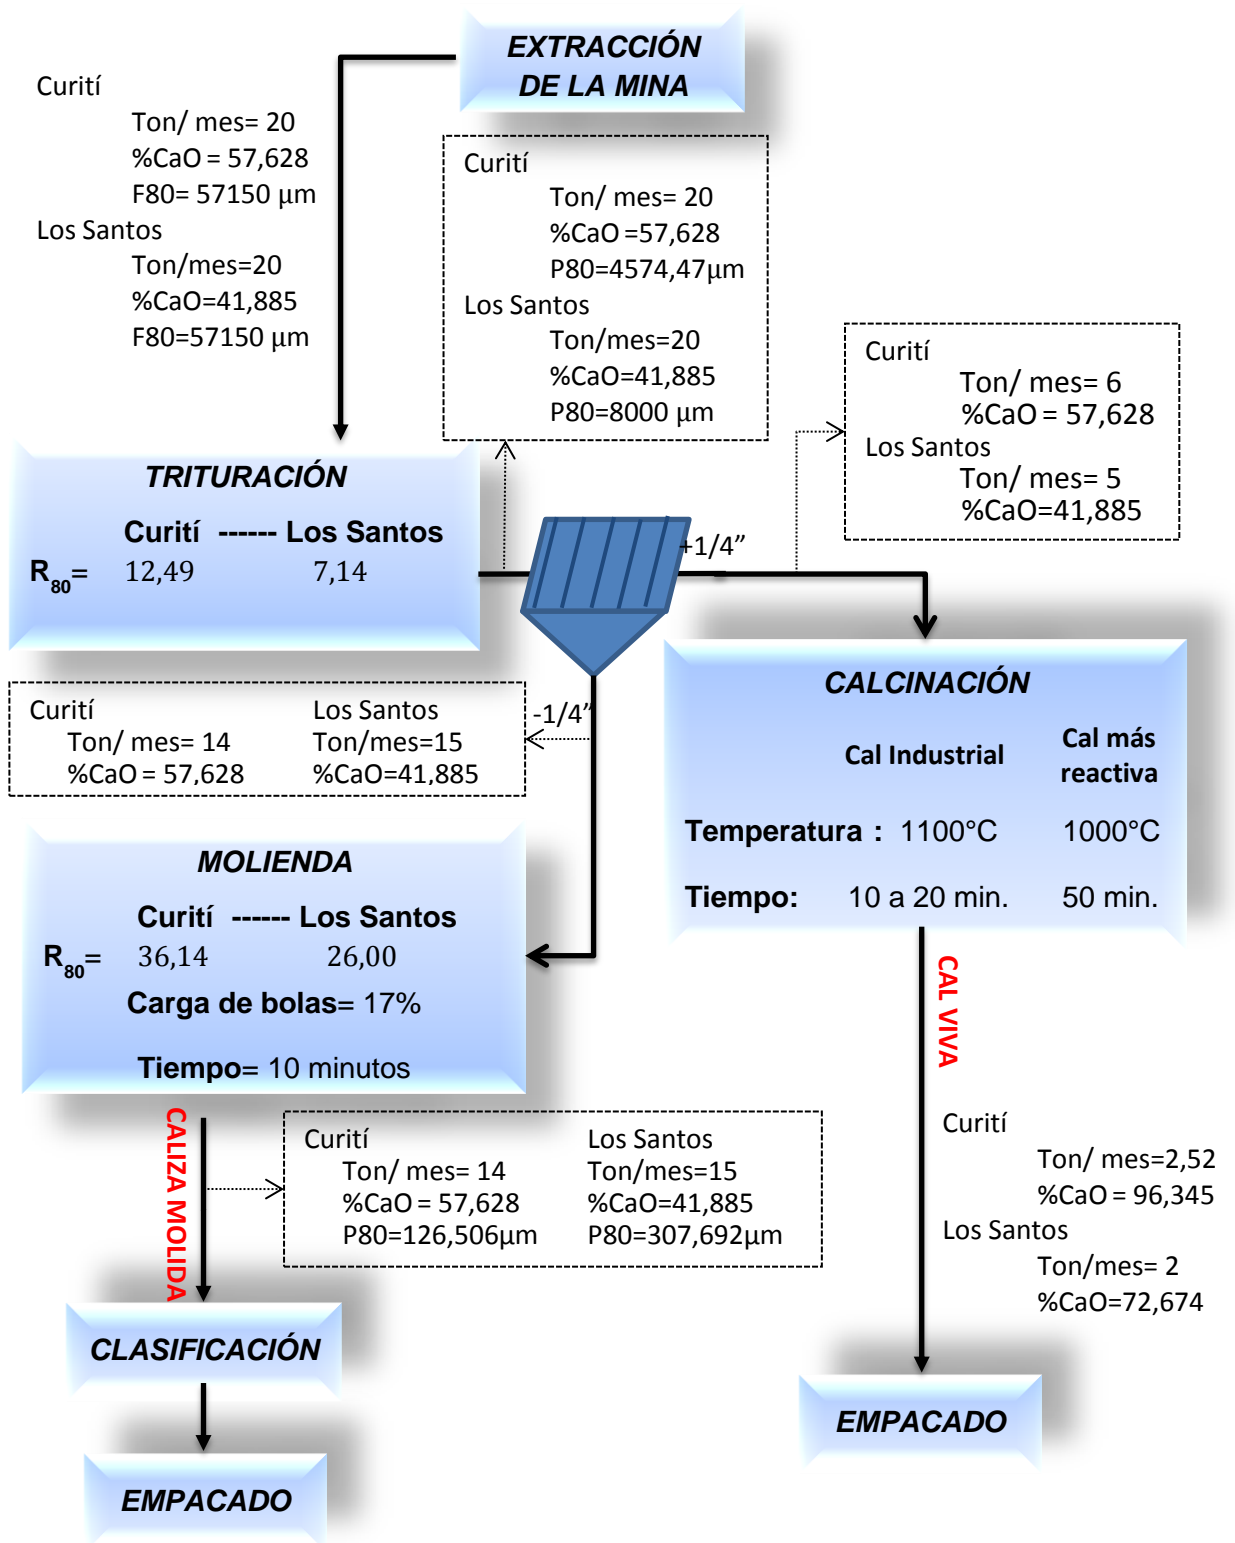 EXTRACCIÓN
DE LA MINA
Curití
Ton/ mes= 20
%CaO = 57,628
F80= 57150 µm
Los Santos
Ton/mes=20
%CaO=41,885
F80=57150 µm
Curití
Ton/ mes= 20
%CaO =57,628
P80=4574,47µm
Los Santos
Ton/mes=20
%CaO=41,885
P80=8000 µm
Curití
Ton/ mes= 6
%CaO = 57,628
Los Santos
Ton/ mes= 5
%CaO=41,885
TRITURACIÓN
Curití ------ Los Santos
R80= 12,49 7,14
+1/4”
-1/4”
Curití Los Santos
Ton/ mes= 14 Ton/mes=15
%CaO = 57,628 %CaO=41,885
CALCINACIÓN
Cal Industrial Cal más
reactiva
Temperatura : 1100°C 1000°C
Tiempo: 10 a 20 min. 50 min.
MOLIENDA
Curití ------ Los Santos
R80= 36,14 26,00
Carga de bolas= 17%
Tiempo= 10 minutos
CALIZA MOLIDA
Curití Los Santos
Ton/ mes= 14 Ton/mes=15
%CaO = 57,628 %CaO=41,885
P80=126,506µm P80=307,692µm
CAL VIVA
Curití
Ton/ mes=2,52
%CaO = 96,345
Los Santos
Ton/mes= 2
%CaO=72,674
CLASIFICACIÓN
EMPACADO
EMPACADO